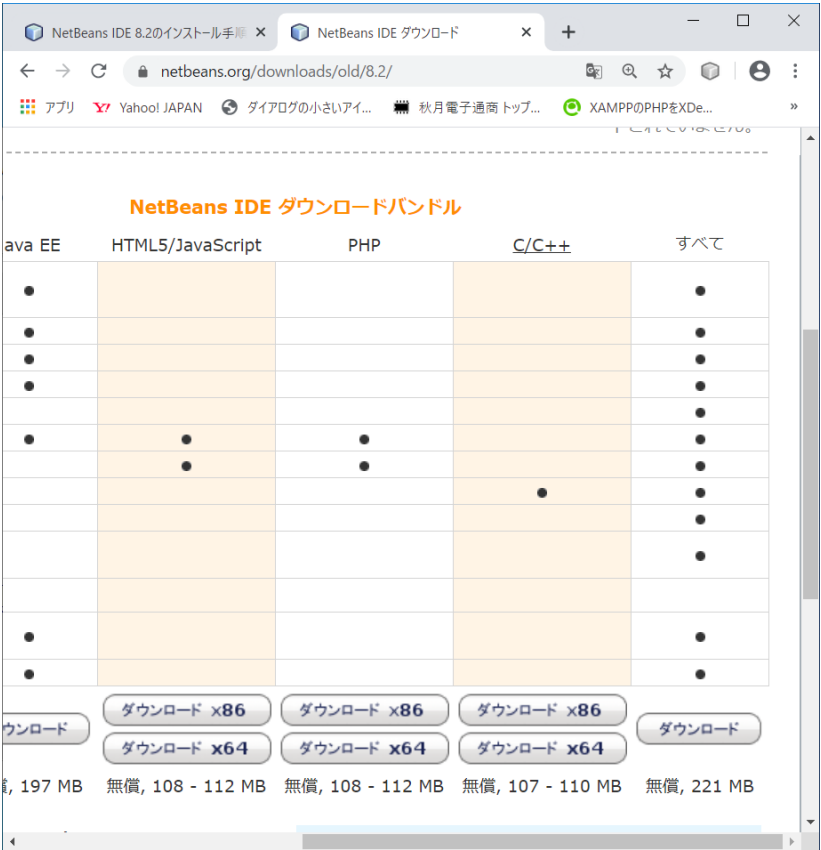 NetBeans IDE 8.2のインストール手順
NetBeans IDE ダウンロード
netbeans.org/downloads/old/8.2/
アプリ Yahoo! JAPAN ダイアログの小さいアイ... 秋月電子通商 トップ... XAMPPのPHPをXDe... »
NetBeans IDE ダウンロードバンドル
ava EE HTML5/JavaScript PHP C/C++ すべて
ダウンロード x86 ダウンロード x86 ダウンロード x86
ウンロード ダウンロード x64 ダウンロード x64 ダウンロード x64 ダウンロード
償, 197 MB 無償, 108 - 112 MB 無償, 108 - 112 MB 無償, 107 - 110 MB 無償, 221 MB